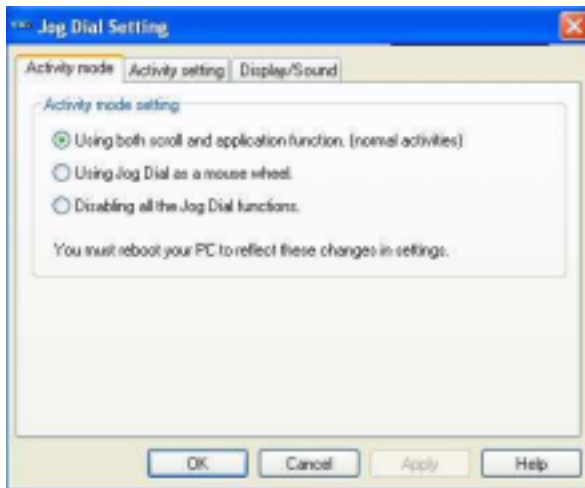 Jog Dial Setting
Activity mode
Activity setting
Display/Sound
Activity mode setting
Using both scroll and application function. (normal activities)
Using Jog Dial as a mouse wheel.
Disabling all the Jog Dial functions.
You must reboot your PC to reflect these changes in settings.
OK
Cancel
Apply
Help